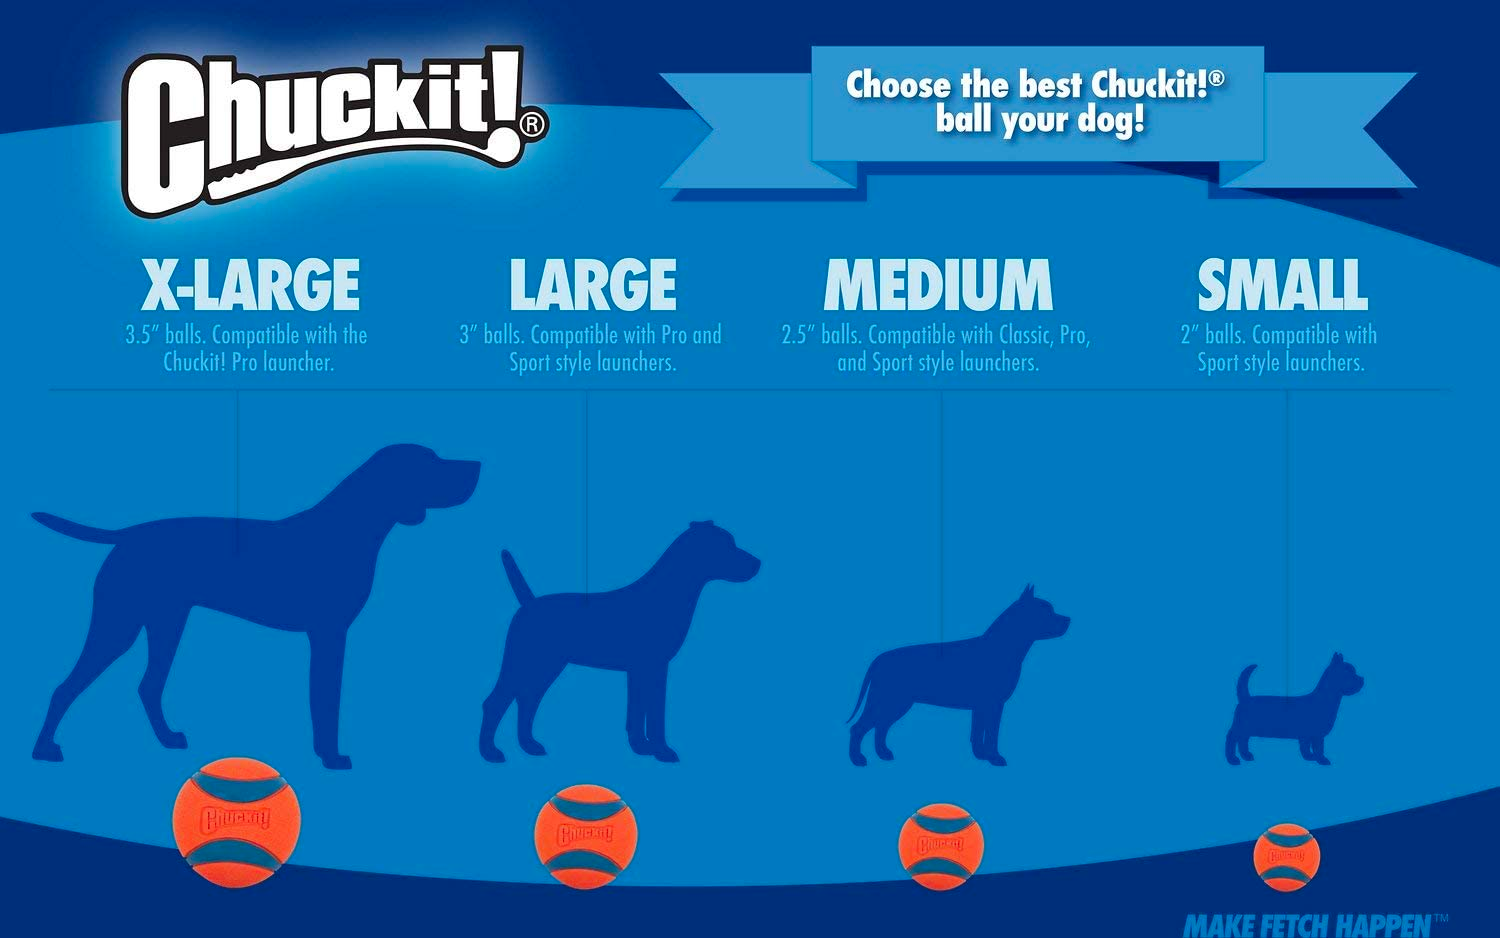 Chuckit!®
Choose the best Chuckit!®
ball your dog!
X-LARGE
3.5” balls. Compatible with the
Chuckit! Pro launcher.
LARGE
3” balls. Compatible with Pro and
Sport style launchers.
MEDIUM
2.5” balls. Compatible with Classic, Pro,
and Sport style launchers.
SMALL
2” balls. Compatible with
Sport style launchers.
Chuckit!
Chuckit!
Chuckit!
Chuckit!
MAKE FETCH HAPPEN™